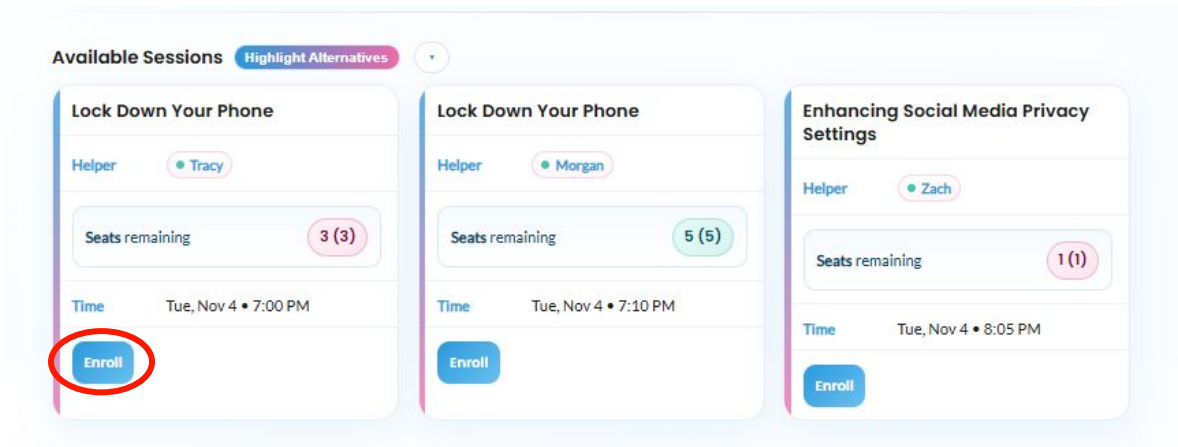 Available Sessions Highlight Alternatives
Lock Down Your Phone
Helper Tracy
Seats remaining 3 (3)
Time Tue, Nov 4 • 7:00 PM
Enroll
Lock Down Your Phone
Helper Morgan
Seats remaining 5 (5)
Time Tue, Nov 4 • 7:10 PM
Enroll
Enhancing Social Media Privacy
Settings
Helper Zach
Seats remaining 1 (1)
Time Tue, Nov 4 • 8:05 PM
Enroll